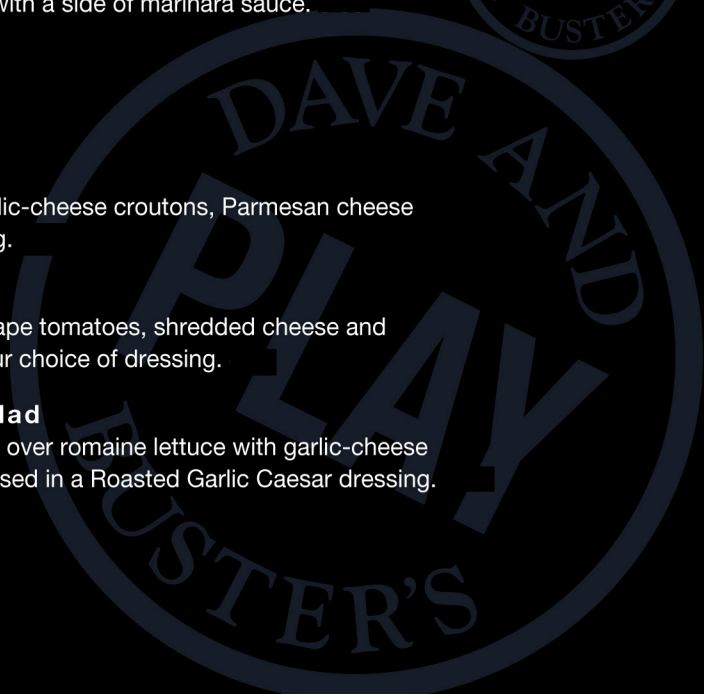 with a side of marinara sauce.
BUSTER
DAVE AND
lic-cheese croutons, Parmesan cheese
g.
PLAY
ape tomatoes, shredded cheese and
ur choice of dressing.
lad
over romaine lettuce with garlic-cheese
sed in a Roasted Garlic Caesar dressing.
BUSTER'S